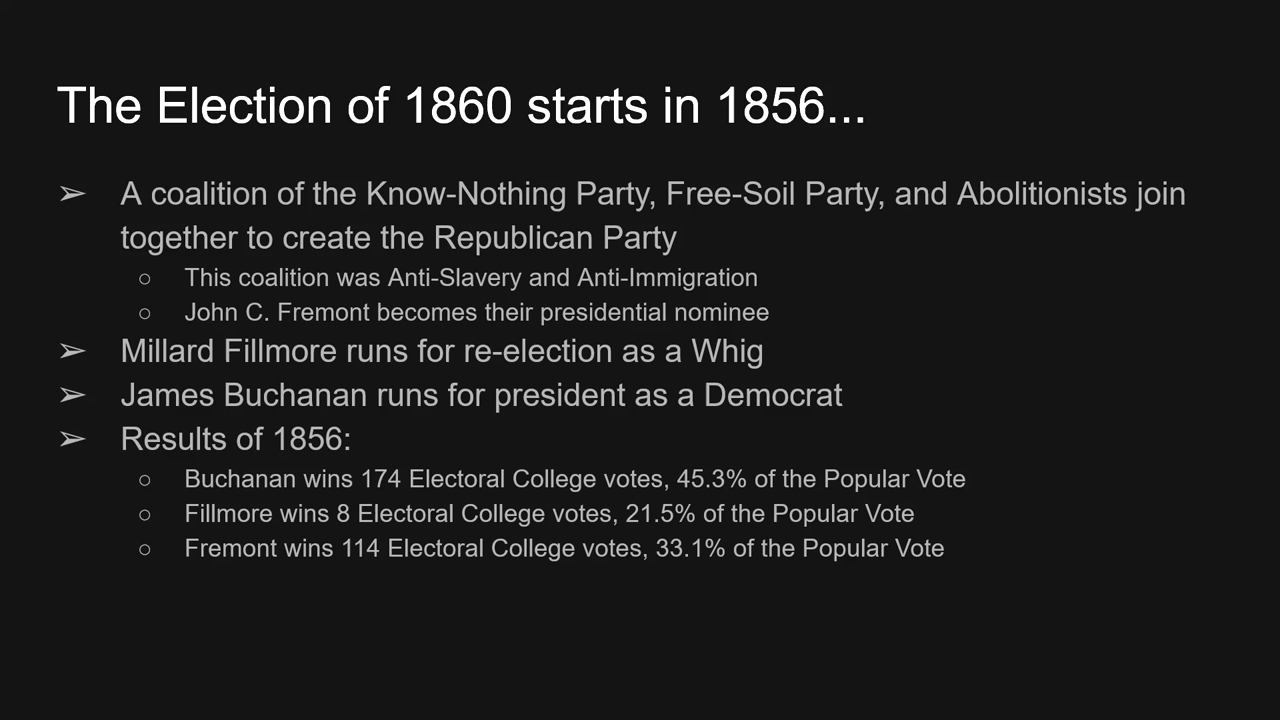 The Election of 1860 starts in 1856...
➢ A coalition of the Know-Nothing Party, Free-Soil Party, and Abolitionists join
together to create the Republican Party
○ This coalition was Anti-Slavery and Anti-Immigration
○ John C. Fremont becomes their presidential nominee
➢ Millard Fillmore runs for re-election as a Whig
➢ James Buchanan runs for president as a Democrat
➢ Results of 1856:
○ Buchanan wins 174 Electoral College votes, 45.3% of the Popular Vote
○ Fillmore wins 8 Electoral College votes, 21.5% of the Popular Vote
○ Fremont wins 114 Electoral College votes, 33.1% of the Popular Vote